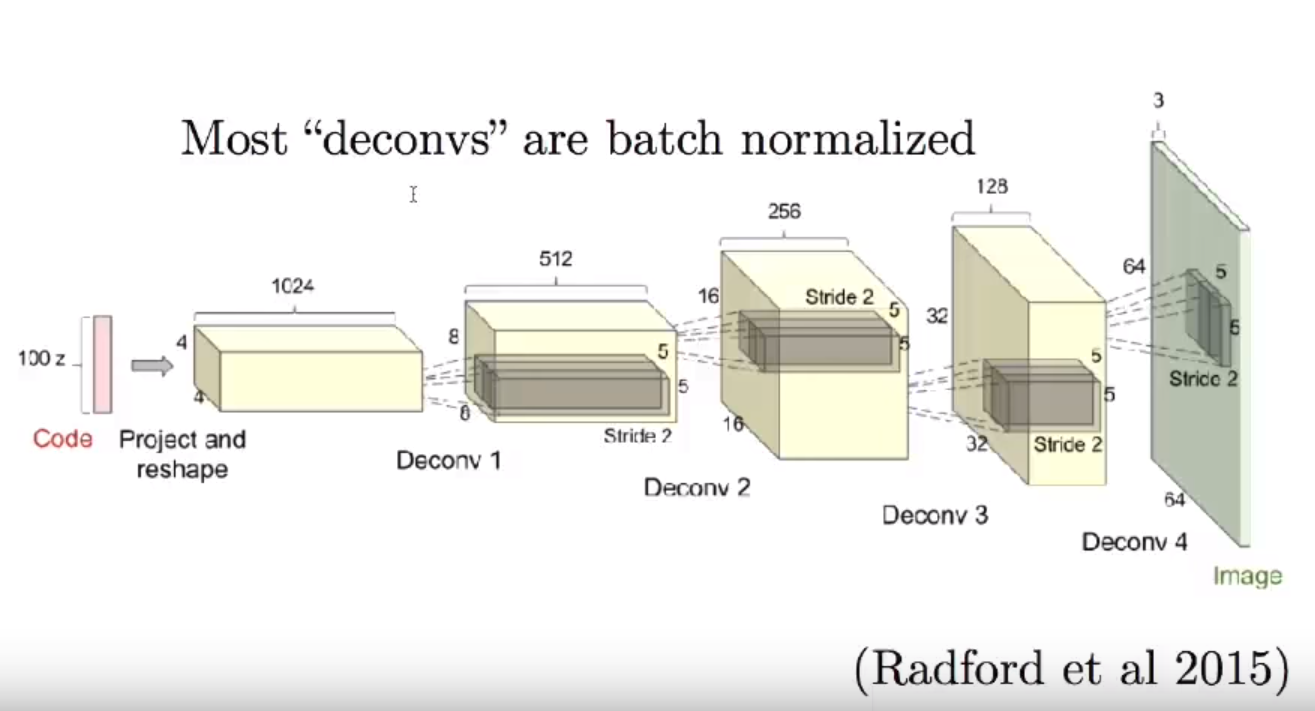 3
Most “deconvs” are batch normalized
128
256
512
1024
64
5
16
Stride 2
5
32
5
8
4
5
5
5
100 z
5
Stride 2
5
4
8
16
32
Stride 2
Code
Project and
reshape
Stride 2
Deconv 1
Deconv 2
64
Deconv 3
Deconv 4
Image
(Radford et al 2015)